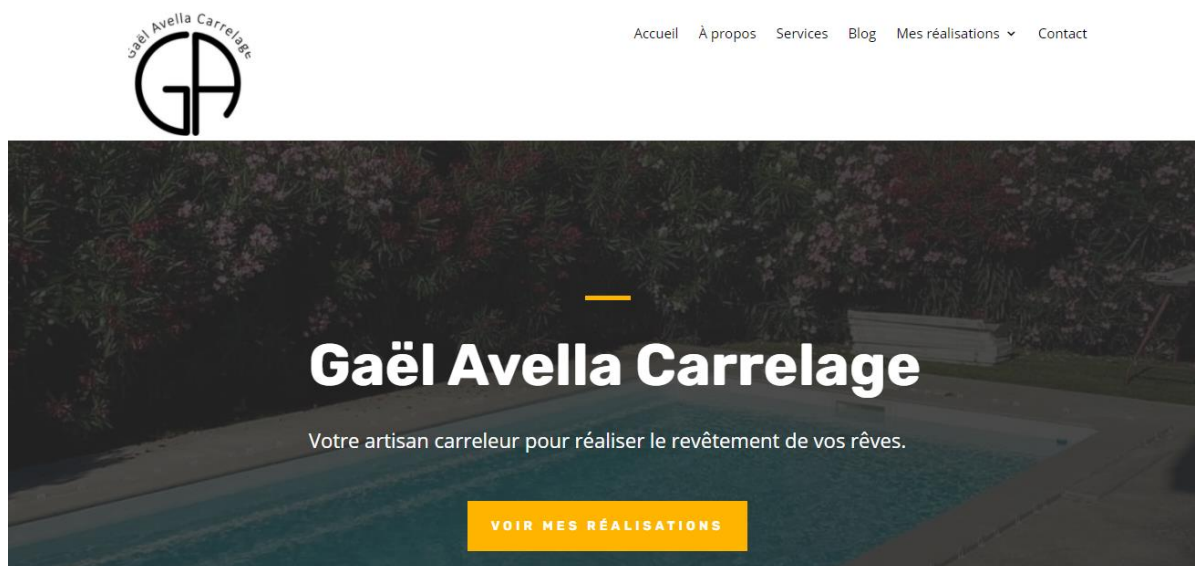 Gaël Avella Carrelage
GA
Accueil À propos Services Blog Mes réalisations Contact
Gaël Avella Carrelage
Votre artisan carreleur pour réaliser le revêtement de vos rêves.
VOIR MES RÉALISATIONS